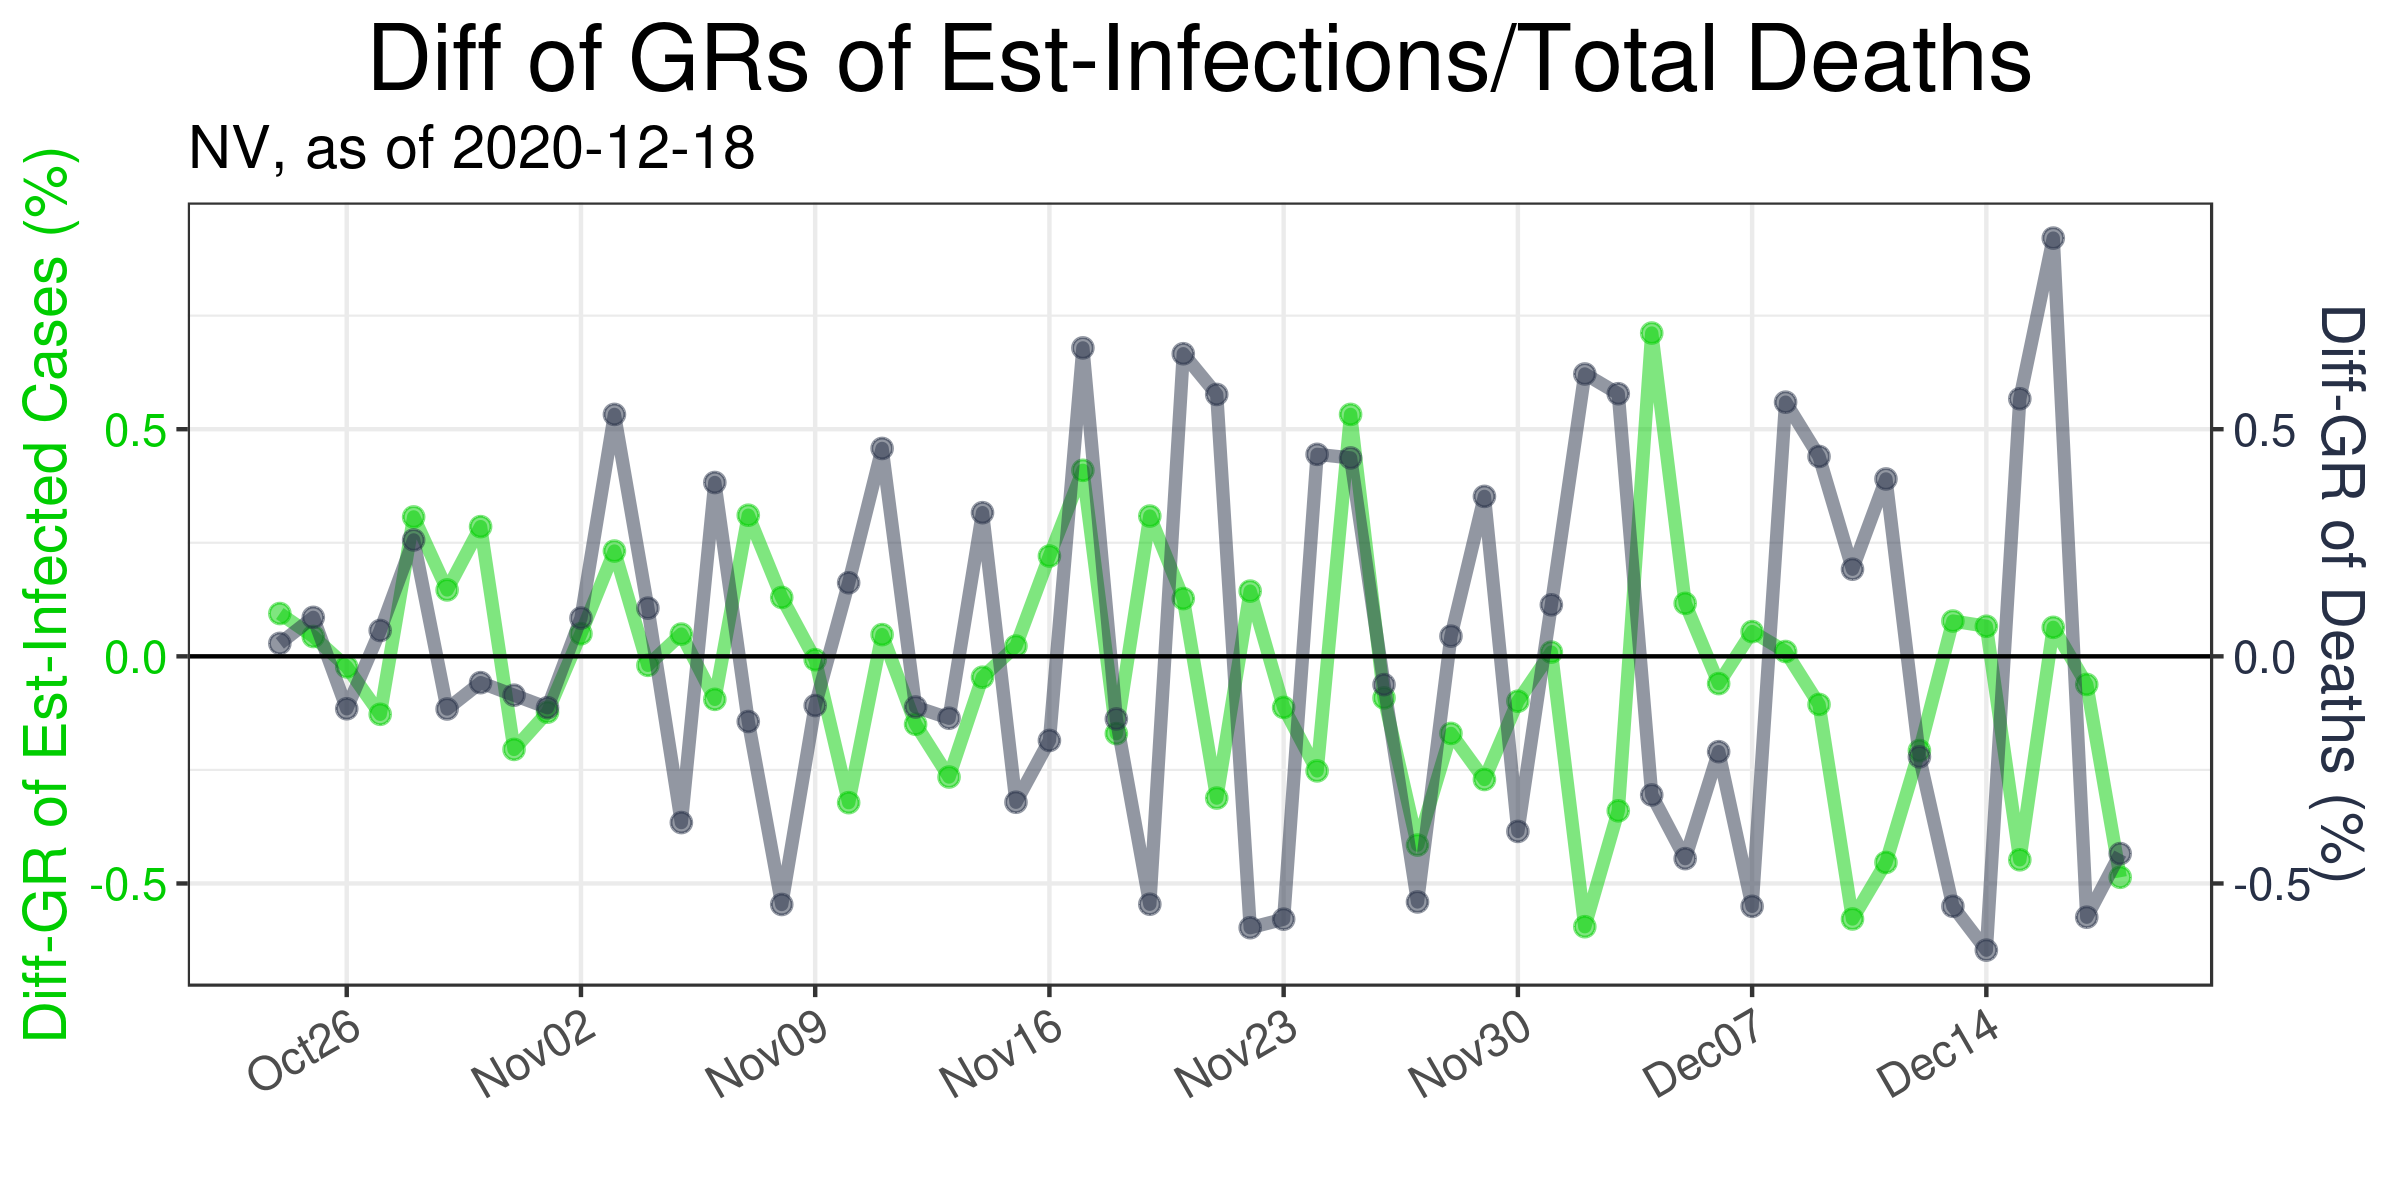 Diff of GRs of Est-Infections/Total Deaths
NV, as of 2020-12-18
Diff-GR of Est-Infected Cases (%)
0.5
0.0
-0.5
Diff-GR of Deaths (%)
0.5
0.0
-0.5
Oct26
Nov02
Nov09
Nov16
Nov23
Nov30
Dec07
Dec14